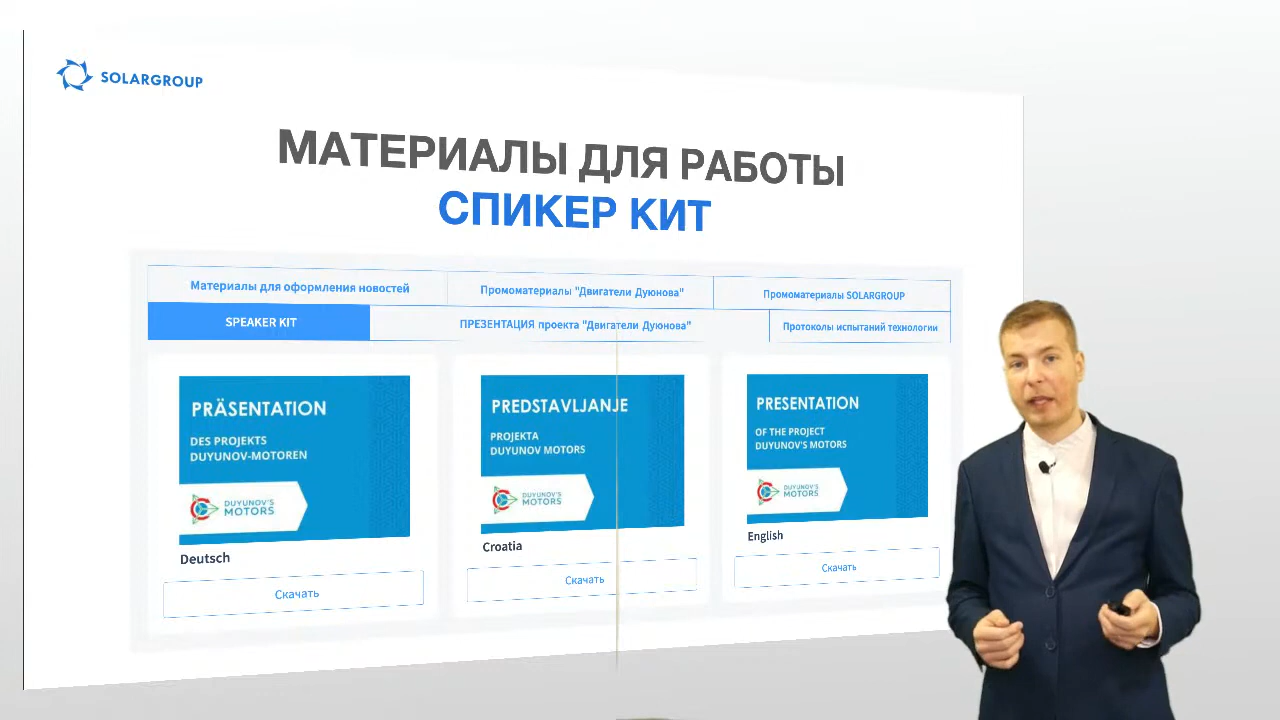 SOLARGROUP
МАТЕРИАЛЫ ДЛЯ РАБОТЫ
СПИКЕР КИТ
Материалы для оформления новостей
Промоматериалы "Двигатели Дуюнова"
Промоматериалы SOLARGROUP
SPEAKER KIT
ПРЕЗЕНТАЦИЯ проекта "Двигатели Дуюнова"
Протоколы испытаний технологии
PRÄSENTATION
DES PROJEKTS
DUYUNOV-MOTOREN
DUYUNOV'S
MOTORS
Deutsch
Скачать
PREDSTAVLJANJE
PROJEKTA
DUYUNOV MOTORS
DUYUNOV'S
MOTORS
Croatia
Скачать
PRESENTATION
OF THE PROJECT
DUYUNOV'S MOTORS
DUYUNOV'S
MOTORS
English
Скачать